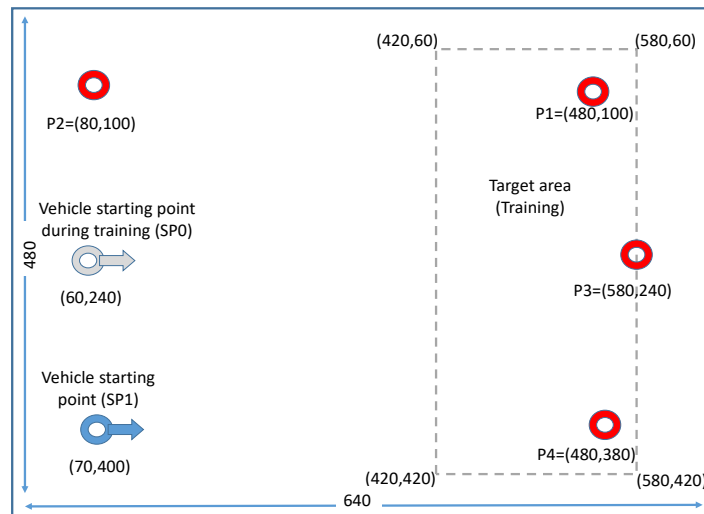 (420,60)
(580,60)
P2=(80,100)
P1=(480,100)
Target area
(Training)
Vehicle starting point
during training (SP0)
480
(60,240)
P3=(580,240)
Vehicle starting
point (SP1)
(70,400)
P4=(480,380)
(420,420)
(580,420)
640